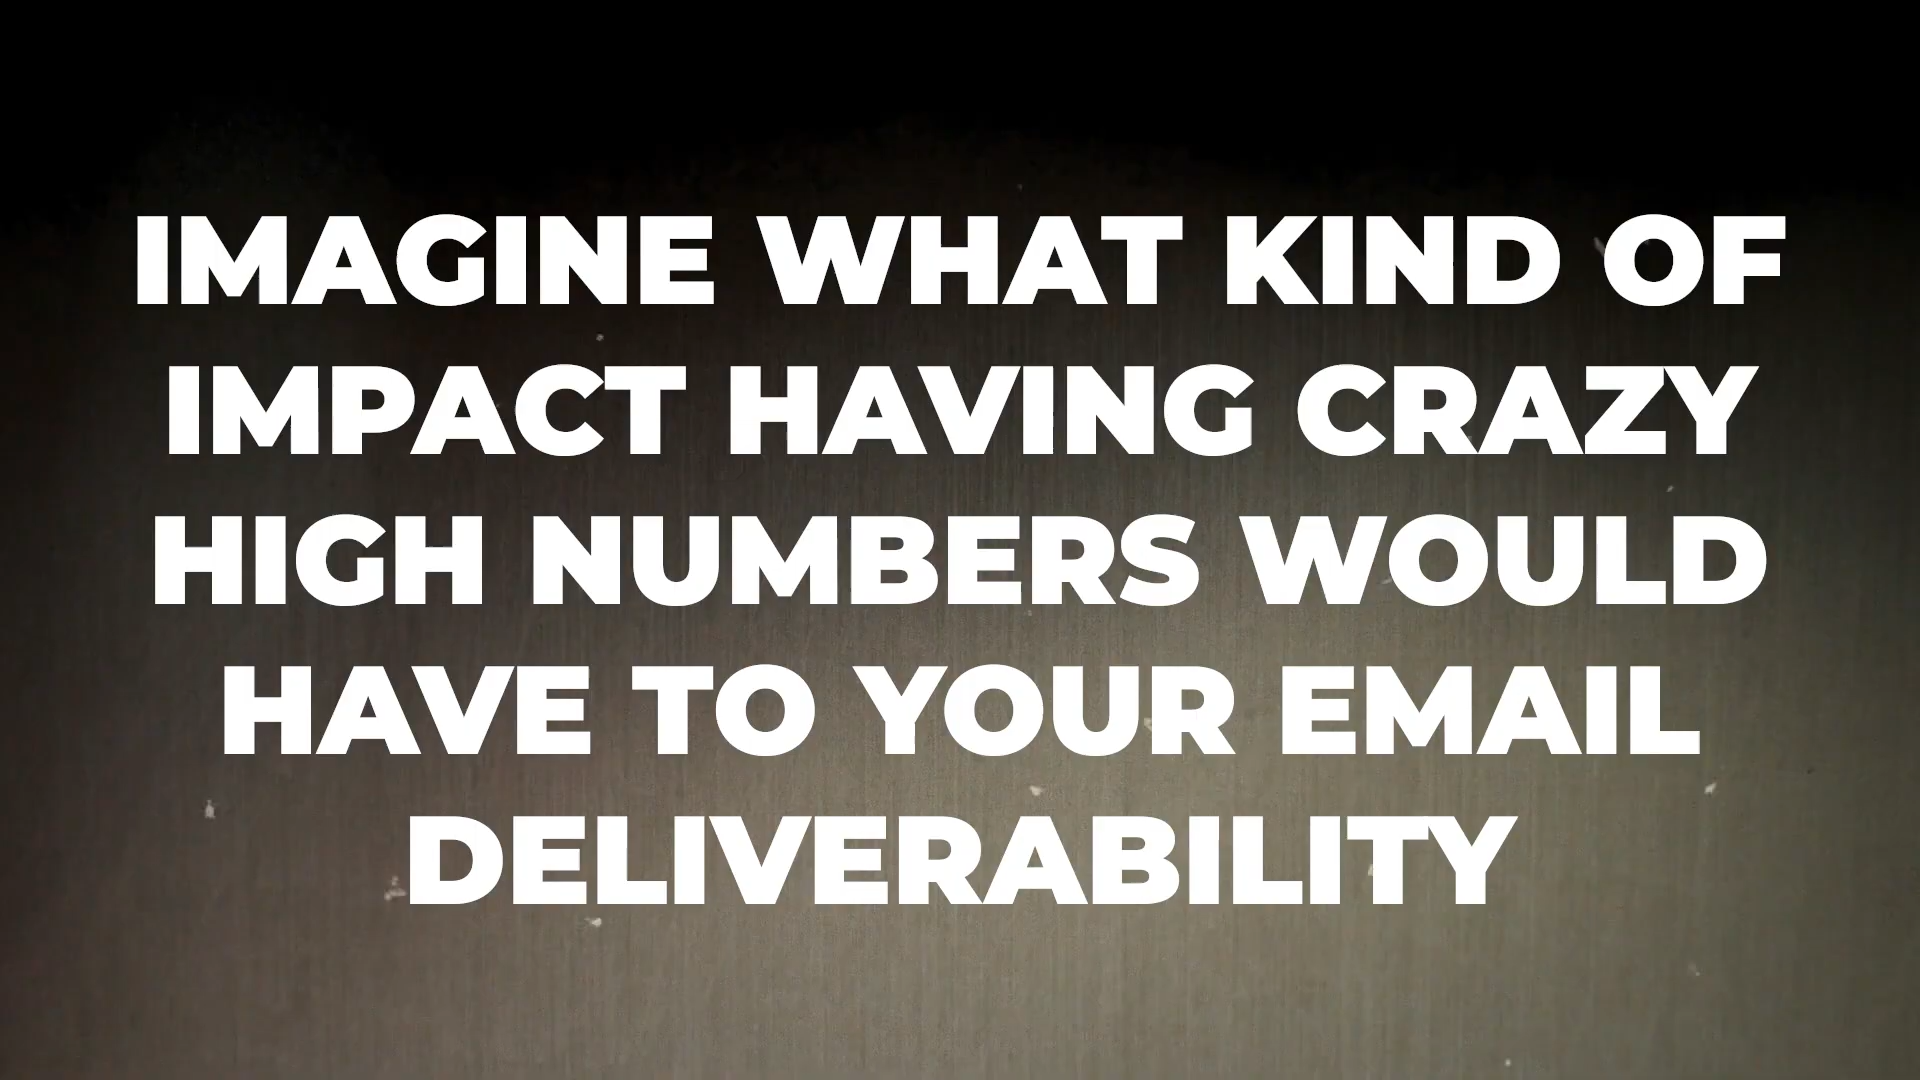 IMAGINE WHAT KIND OF
IMPACT HAVING CRAZY
HIGH NUMBERS WOULD
HAVE TO YOUR EMAIL
DELIVERABILITY